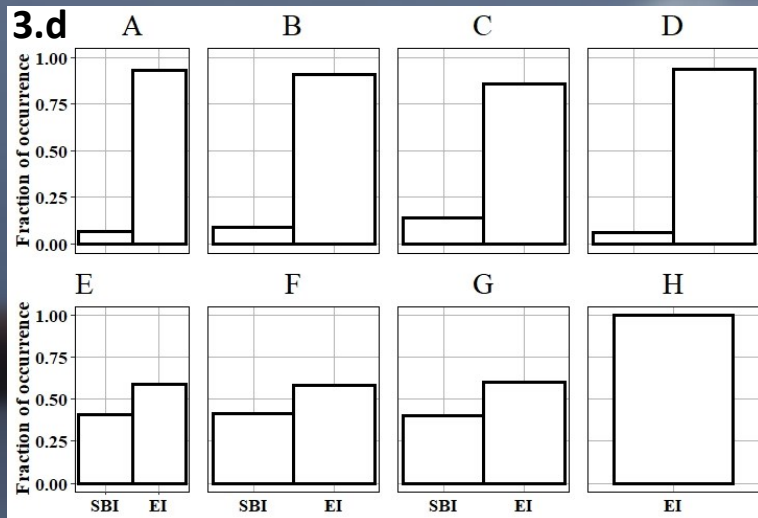 3.d
A B C D
Fraction of occurrence
1.00
0.75
0.50
0.25
0.00
E F G H
Fraction of occurrence
1.00
0.75
0.50
0.25
0.00
SBI EI SBI EI SBI EI EI